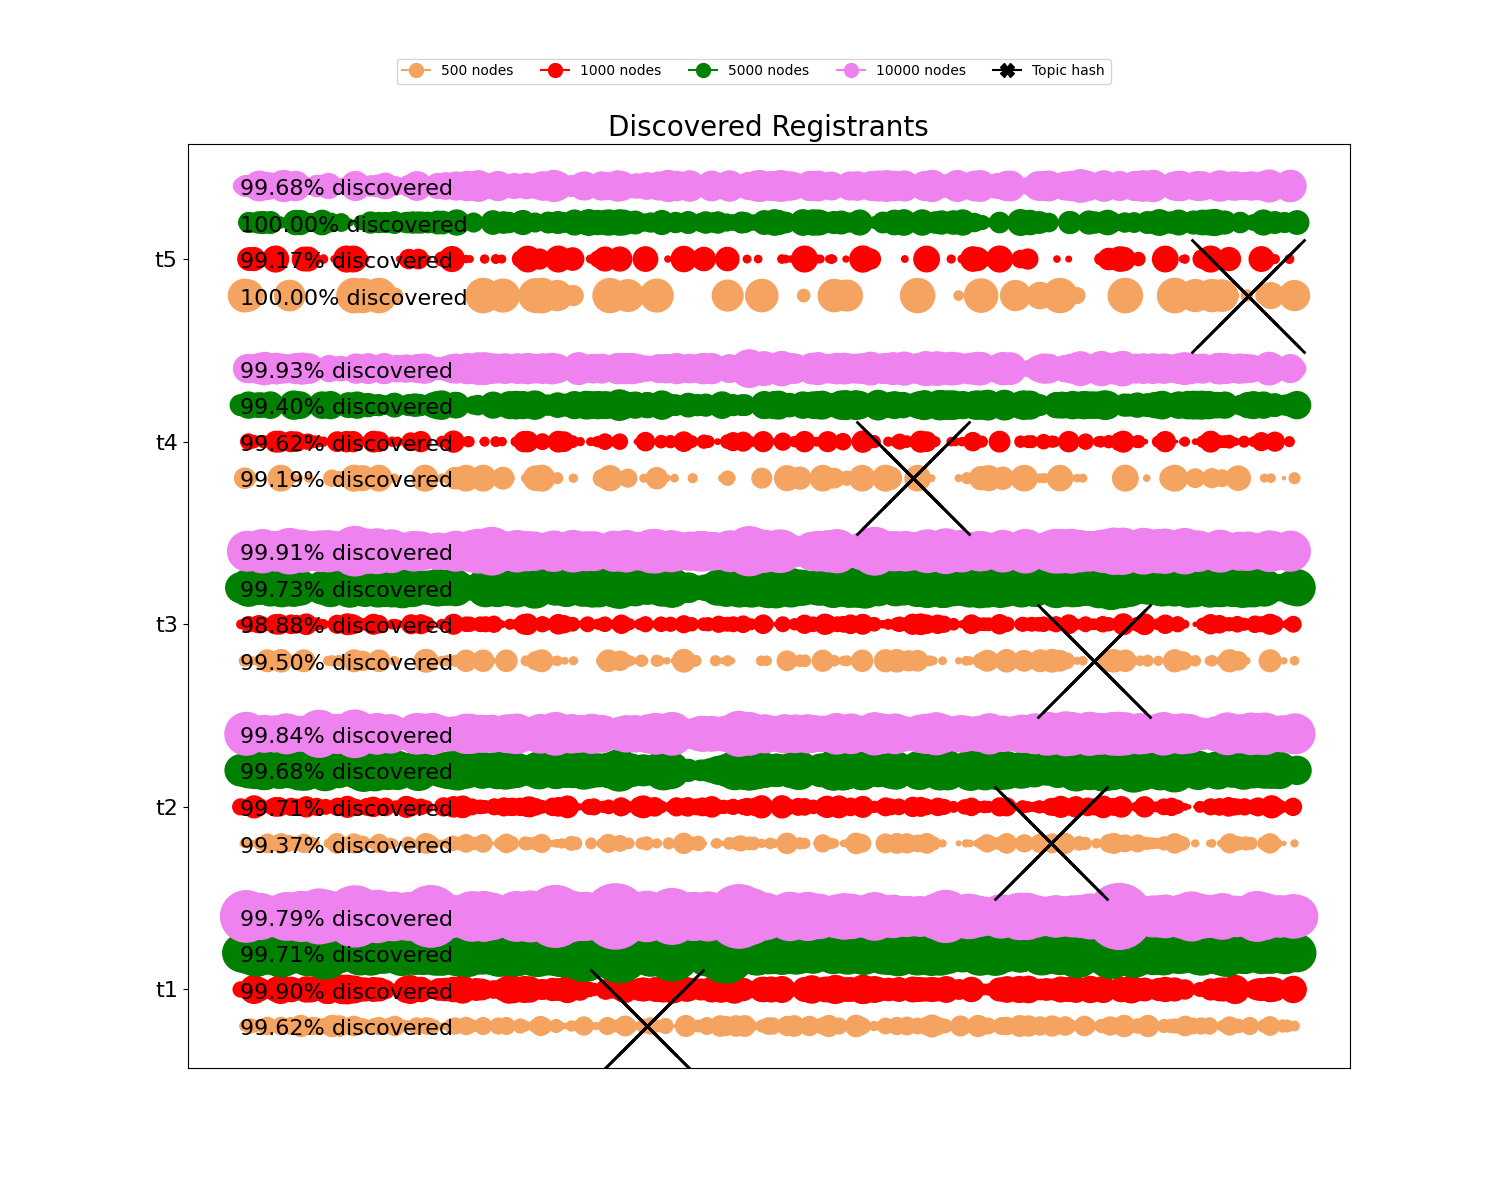 500 nodes 1000 nodes 5000 nodes 10000 nodes Topic hash
Discovered Registrants
99.68% discovered
100.00% discovered
t5
99.17% discovered
100.00% discovered
99.93% discovered
99.40% discovered
t4
99.62% discovered
99.19% discovered
99.91% discovered
99.73% discovered
t3
98.88% discovered
99.50% discovered
99.84% discovered
99.68% discovered
t2
99.71% discovered
99.37% discovered
99.79% discovered
99.71% discovered
t1
99.90% discovered
99.62% discovered